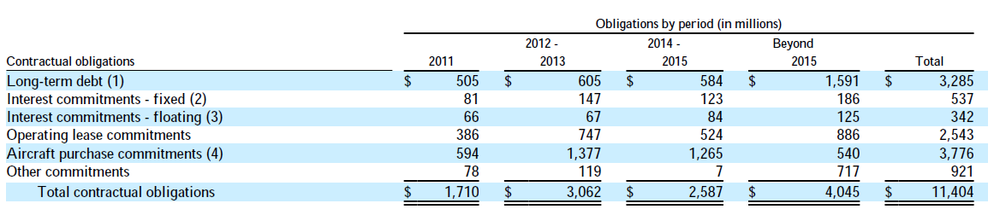 Obligations by period (in millions)
2012 - 2014 - Beyond
Contractual obligations 2011 2013 2015 2015 Total
Long-term debt (1) $ 505 $ 605 $ 584 $ 1,591 $ 3,285
Interest commitments - fixed (2) 81 147 123 186 537
Interest commitments - floating (3) 66 67 84 125 342
Operating lease commitments 386 747 524 886 2,543
Aircraft purchase commitments (4) 594 1,377 1,265 540 3,776
Other commitments 78 119 7 717 921
Total contractual obligations $ 1,710 $ 3,062 $ 2,587 $ 4,045 $ 11,404